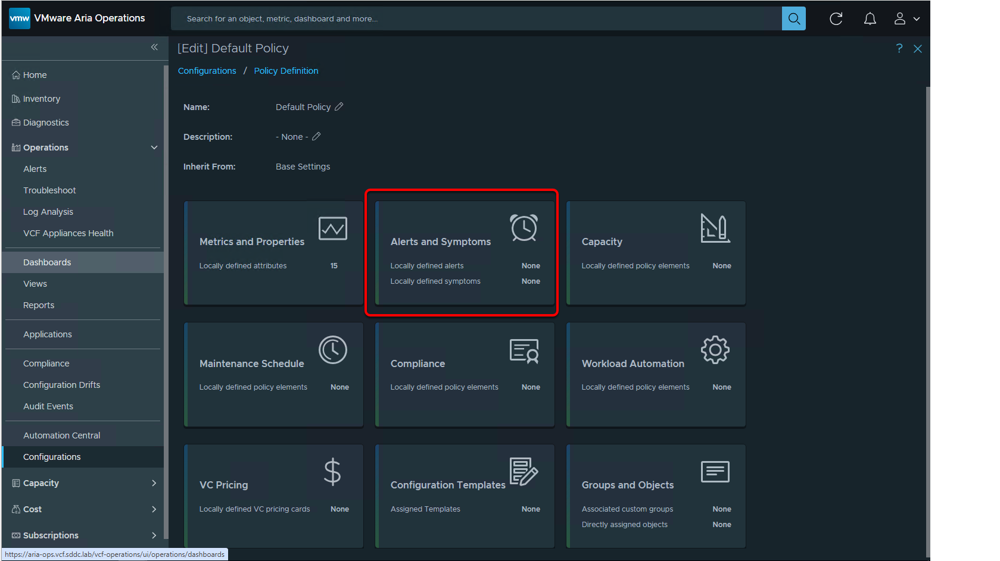 vmw VMware Aria Operations
Search for an object, metric, dashboard and more...
[Edit] Default Policy
?
Configurations / Policy Definition
Home
Inventory
Diagnostics
Operations
Alerts
Troubleshoot
Log Analysis
VCF Appliances Health
Dashboards
Views
Reports
Applications
Compliance
Configuration Drifts
Audit Events
Automation Central
Configurations
Capacity
Cost
Subscriptions
Name: Default Policy
Description: - None -
Inherit From: Base Settings
Metrics and Properties
Locally defined attributes 15
Alerts and Symptoms
Locally defined alerts None
Locally defined symptoms None
Capacity
Locally defined policy elements None
Maintenance Schedule
Locally defined policy elements None
Compliance
Locally defined policy elements None
Workload Automation
Locally defined policy elements None
VC Pricing
Locally defined VC pricing cards None
Configuration Templates
Assigned Templates None
Groups and Objects
Associated custom groups None
Directly assigned objects None
https://aria-ops.vcf.sddc.lab/vcf-operations/ui/operations/dashboards